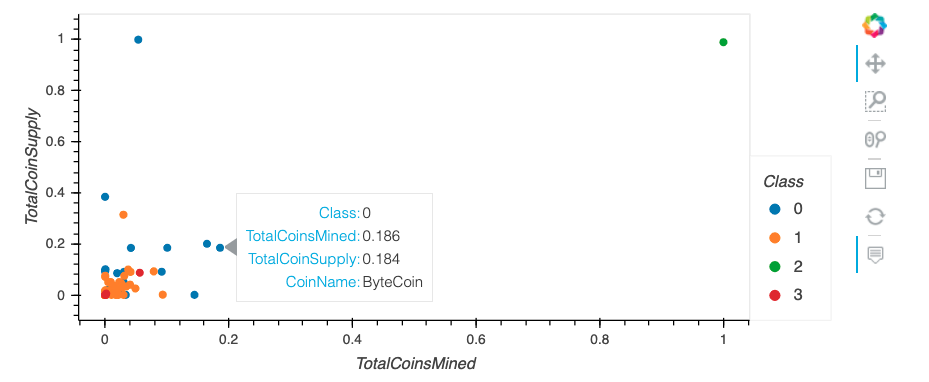 1
0.8
0.6
0.4
0.2
0
TotalCoinSupply
0 0.2 0.4 0.6 0.8 1
TotalCoinsMined
Class: 0
TotalCoinsMined: 0.186
TotalCoinSupply: 0.184
CoinName: ByteCoin
Class
0
1
2
3